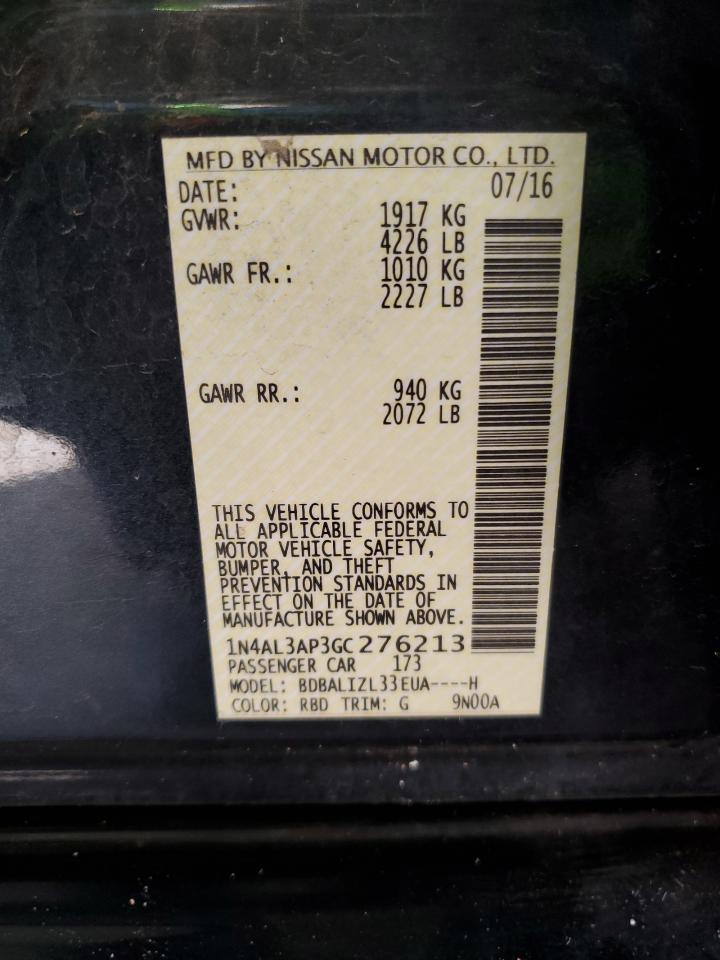 MFD BY NISSAN MOTOR CO., LTD.
DATE: 07/16
GVWR: 1917 KG
4226 LB
GAWR FR.: 1010 KG
2227 LB
GAWR RR.: 940 KG
2072 LB
THIS VEHICLE CONFORMS TO
ALL APPLICABLE FEDERAL
MOTOR VEHICLE SAFETY,
BUMPER, AND THEFT
PREVENTION STANDARDS IN
EFFECT ON THE DATE OF
MANUFACTURE SHOWN ABOVE.
1N4AL3AP3GC276213
PASSENGER CAR 173
MODEL: BDBALIZL33EUA----H
COLOR: RBD TRIM: G 9N00A